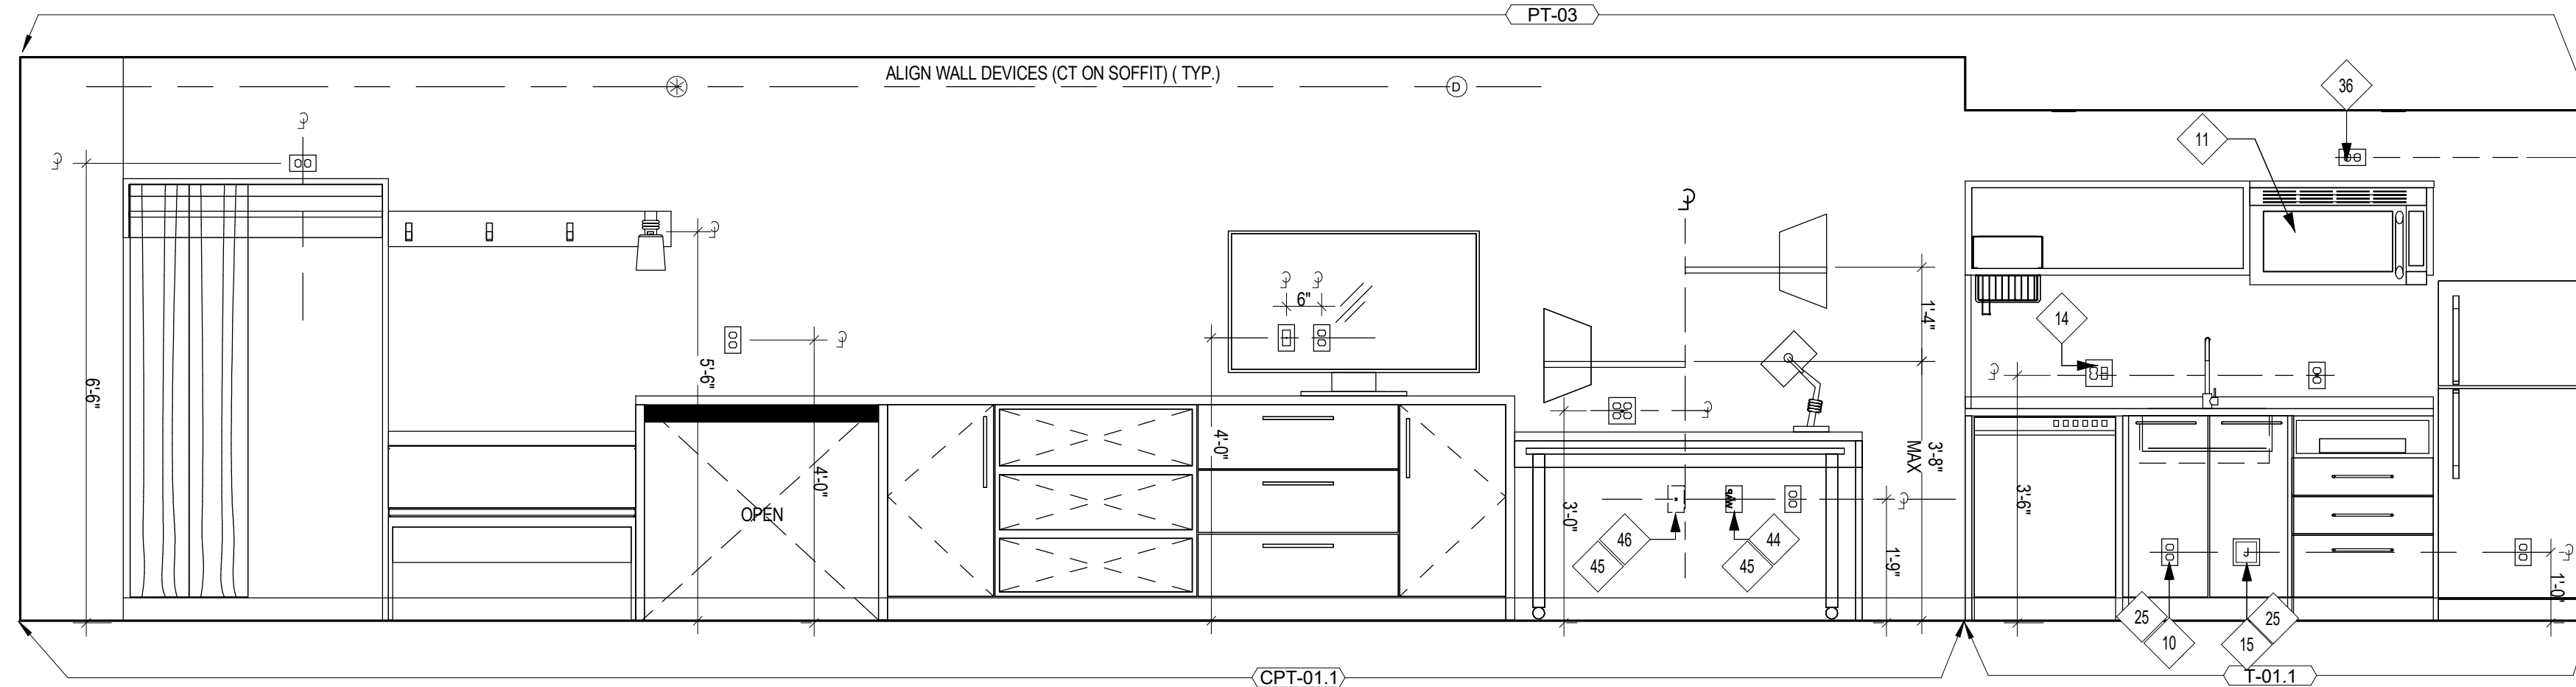 PT-03
ALIGN WALL DEVICES (CT ON SOFFIT) ( TYP.)
D
36
11
6"
1'-4"
14
5'-6"
6'-6"
4'-0"
4'-0"
3'-8"
MAX
3'-6"
OPEN
3'-0"
46
45
44
45
1'-9"
J
1'-0"
25
10
25
15
CPT-01.1
T-01.1